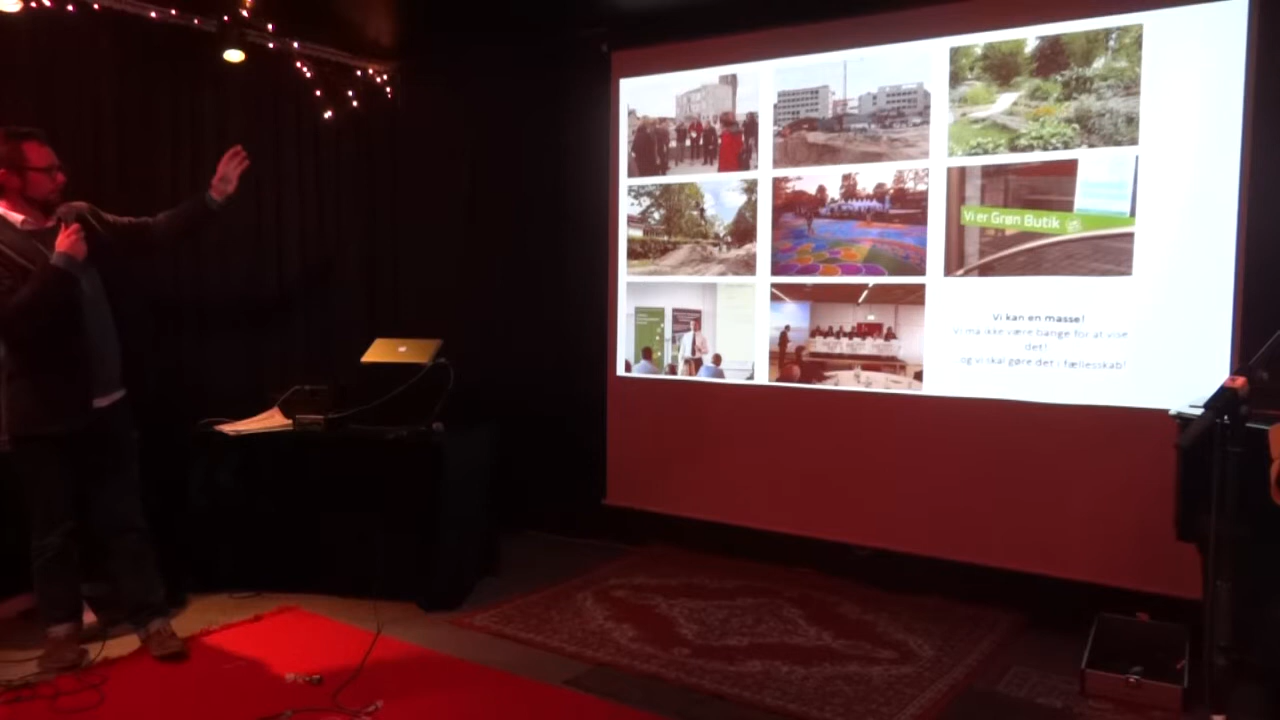 Vi er Grøn Butik
Vi kan en masse!
Vi må ikke være bange for at vise
det!
og vi skal gøre det i fællesskab!